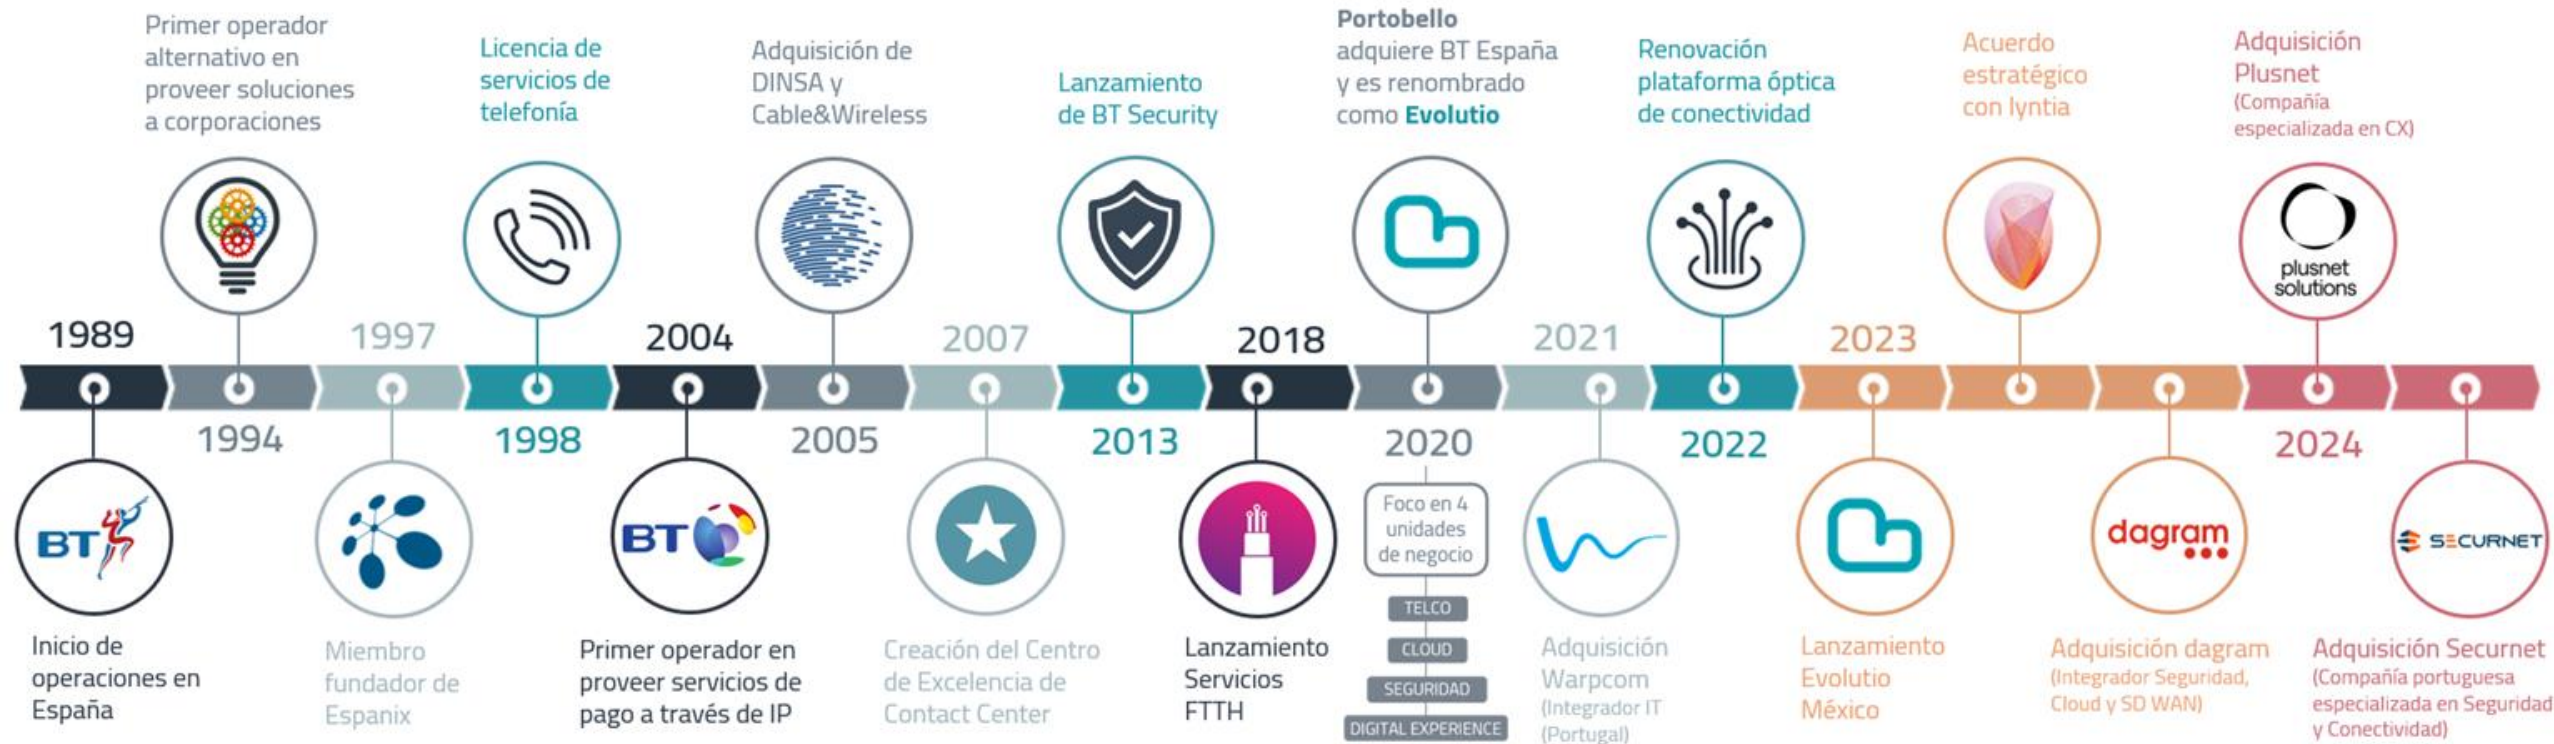 1989
BT
Inicio de
operaciones en
España
Primer operador
alternativo en
proveer soluciones
a corporaciones
1994
1997
Miembro
fundador de
Espanix
Licencia de
servicios de
telefonía
1998
2004
BT
Primer operador en
proveer servicios de
pago a través de IP
Adquisición de
DINSA y
Cable&Wireless
2005
2007
Creación del Centro
de Excelencia de
Contact Center
Lanzamiento
de BT Security
2013
2018
Lanzamiento
Servicios
FTTH
Portobello
adquiere BT España
y es renombrado
como Evolutio
2020
Foco en 4
unidades
de negocio
TELCO
CLOUD
SEGURIDAD
DIGITAL EXPERIENCE
2021
Adquisición
Warpcom
(Integrador IT
(Portugal)
Renovación
plataforma óptica
de conectividad
2022
2023
Lanzamiento
Evolutio
México
Acuerdo
estratégico
con lyntia
dagram
Adquisición dagram
(Integrador Seguridad,
Cloud y SD WAN)
Adquisición
Plusnet
(Compañía
especializada en CX)
plusnet
solutions
2024
SECURNET
Adquisición Securnet
(Compañía portuguesa
especializada en Seguridad
y Conectividad)